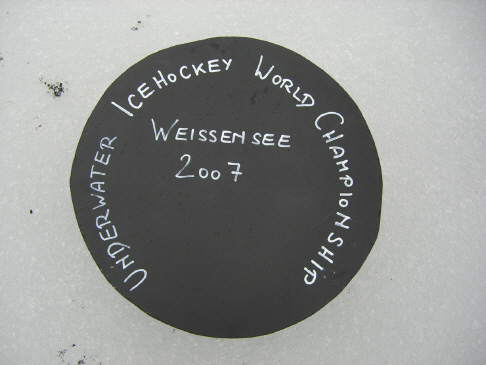 Underwater IceHockey World Championship
Weissensee
2007